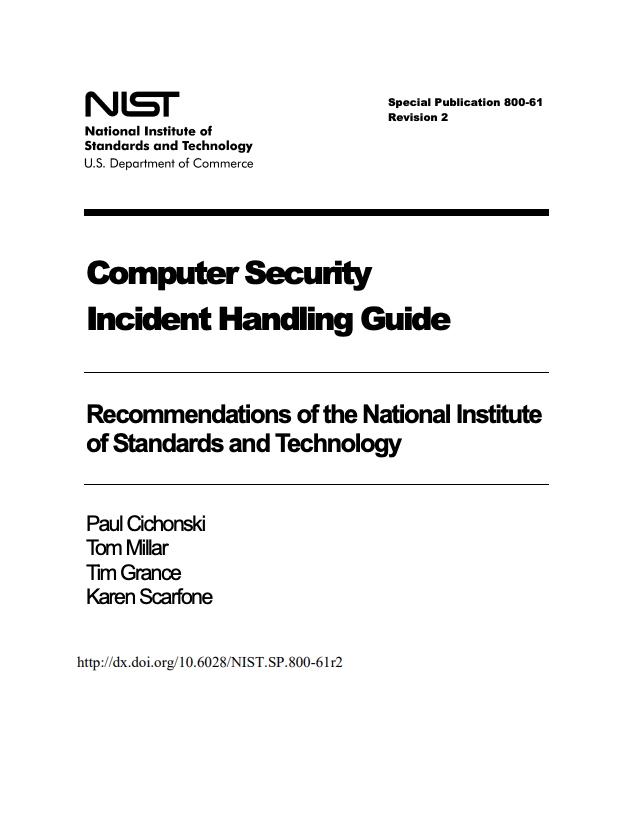 NIST
National Institute of
Standards and Technology
U.S. Department of Commerce
Special Publication 800-61
Revision 2
Computer Security
Incident Handling Guide
Recommendations of the National Institute
of Standards and Technology
Paul Cichonski
Tom Millar
Tim Grance
Karen Scarfone
http://dx.doi.org/10.6028/NIST.SP.800-61r2